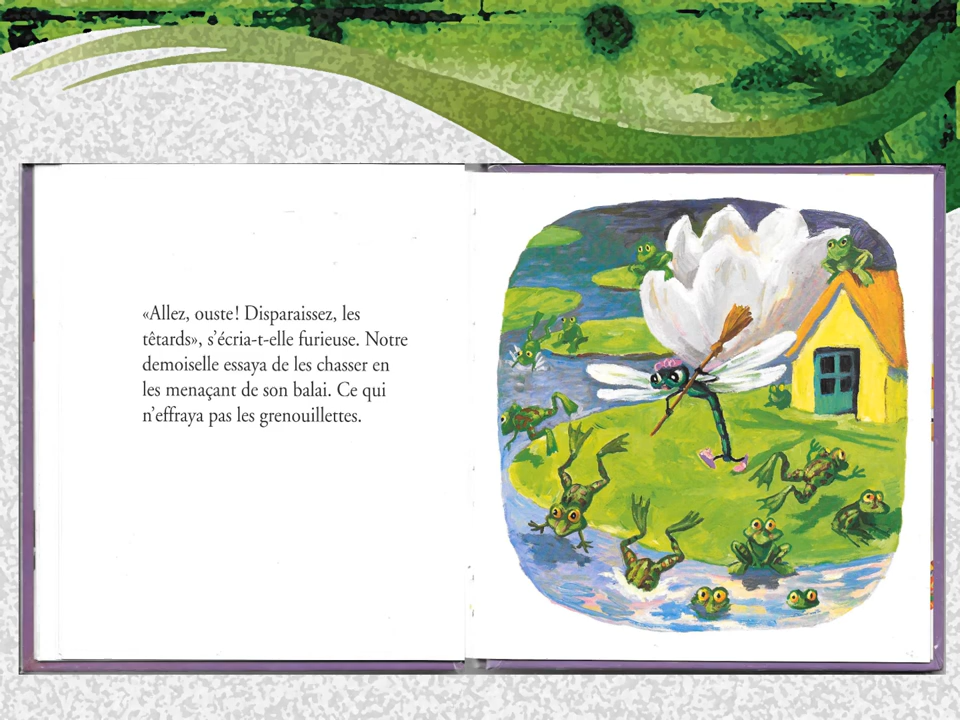 «Allez, ouste! Disparaissez, les
têtards», s'écria-t-elle furieuse. Notre
demoiselle essaya de les chasser en
les menaçant de son balai. Ce qui
n'effraya pas les grenouillettes.